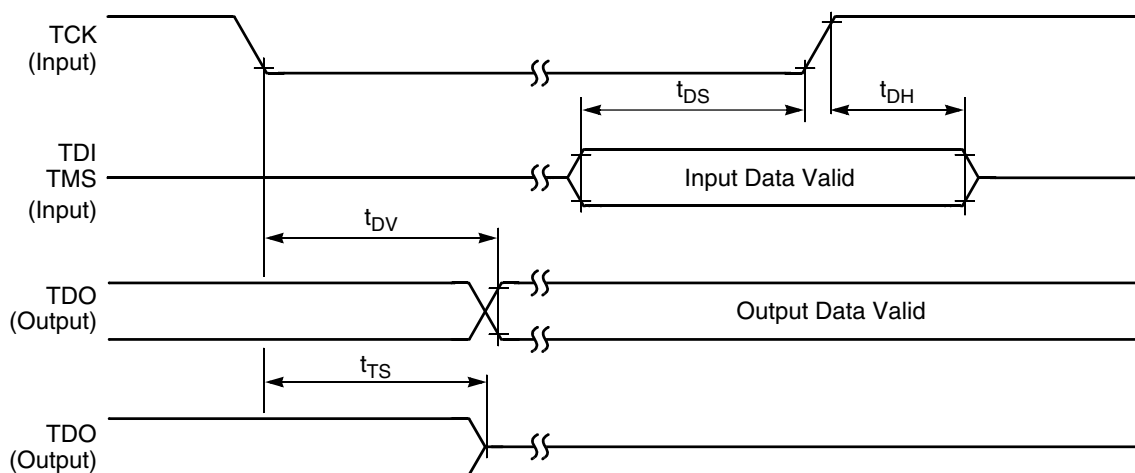 TCK
(Input)
tDS
tDH
TDI
TMS
(Input)
Input Data Valid
tDV
TDO
(Output)
Output Data Valid
tTS
TDO
(Output)